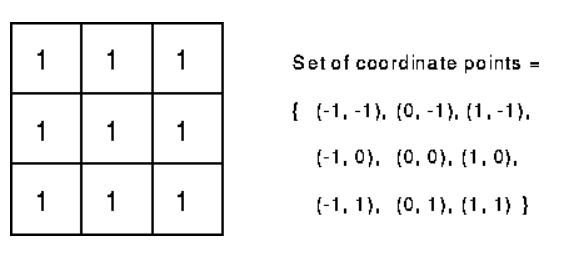 1 1 1
1 1 1
1 1 1
Set of coordinate points =
{ (-1, -1), (0, -1), (1, -1),
(-1, 0), (0, 0), (1, 0),
(-1, 1), (0, 1), (1, 1) }